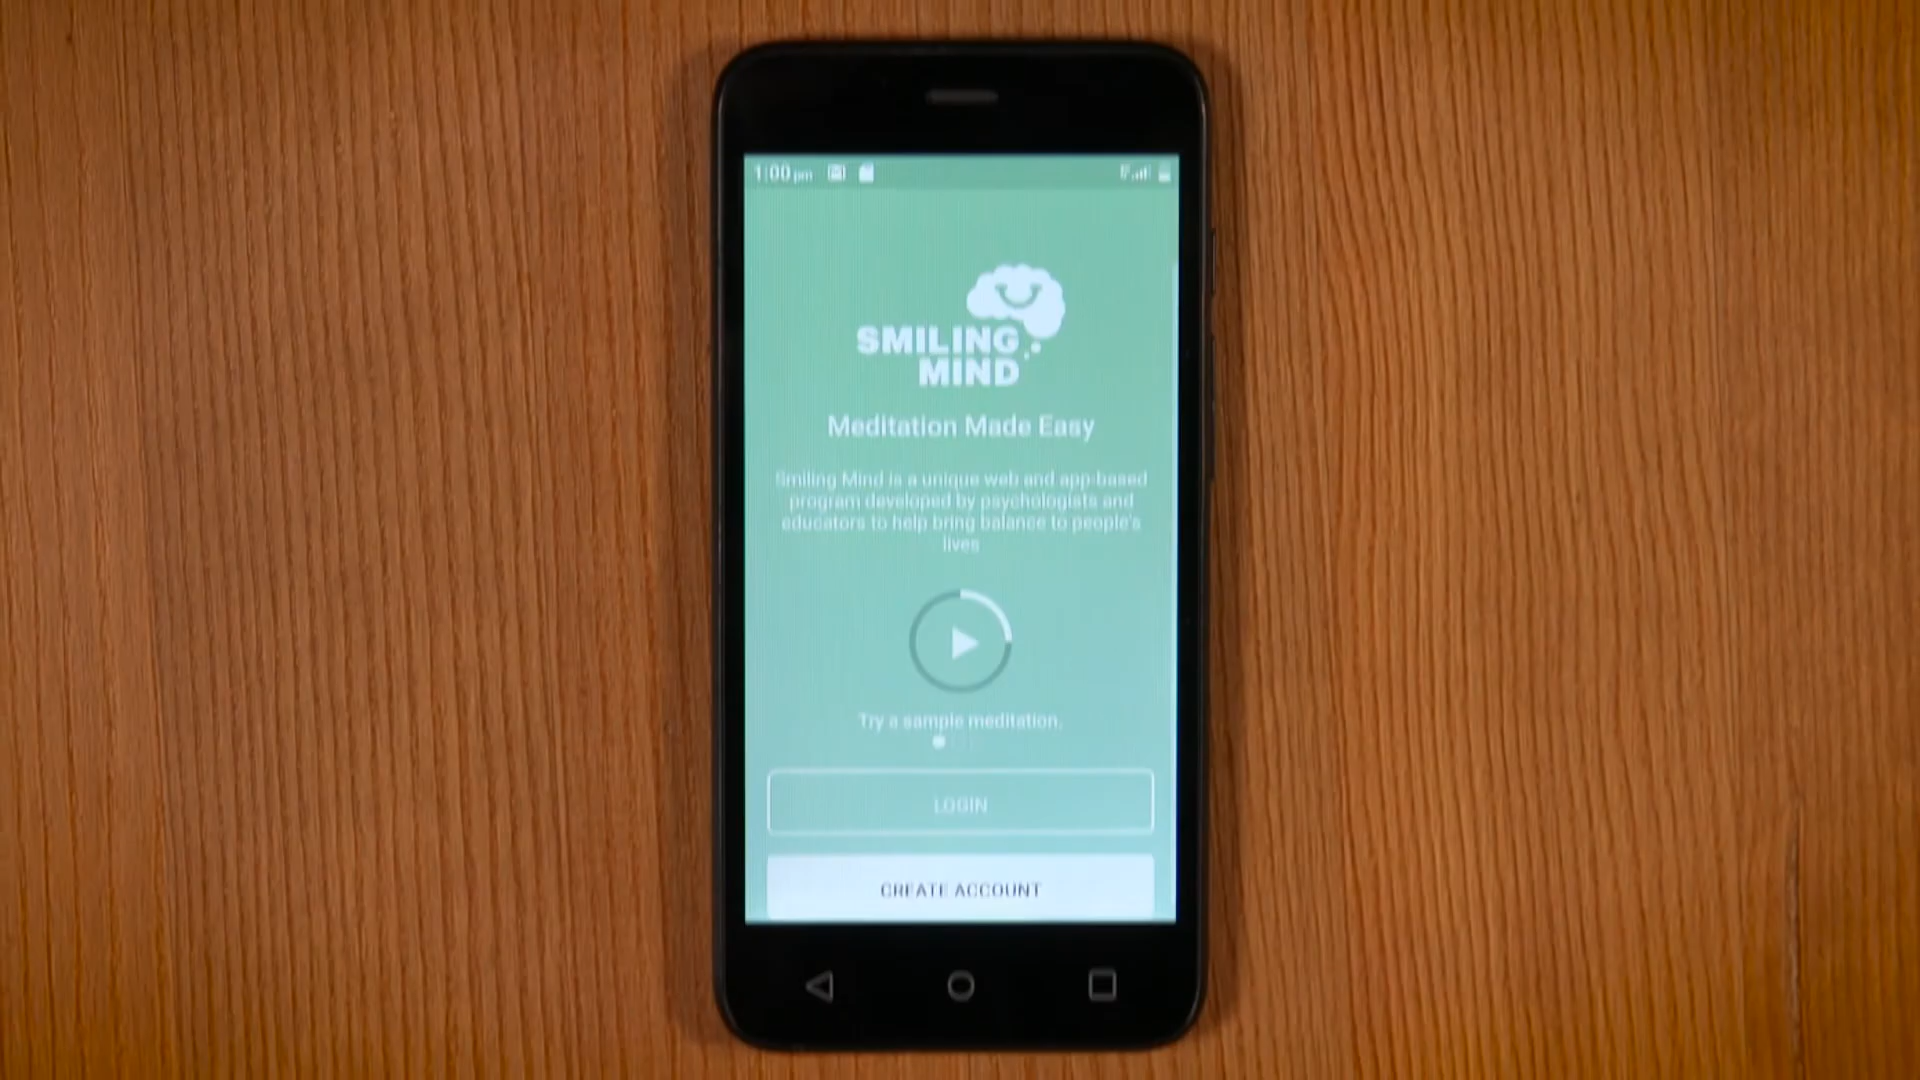 1:00 pm
SMILING
MIND
Meditation Made Easy
Smiling Mind is a unique web and app-based
program developed by psychologists and
educators to help bring balance to people's
lives
Try a sample meditation.
LOGIN
CREATE ACCOUNT